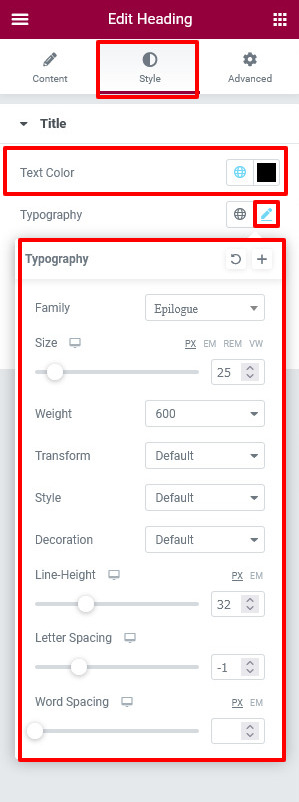 Edit Heading
Content Style Advanced
Title
Text Color
Typography
Typography
Family Epilogue
Size PX EM REM VW
25
Weight 600
Transform Default
Style Default
Decoration Default
Line-Height PX EM
32
Letter Spacing
-1
Word Spacing PX EM